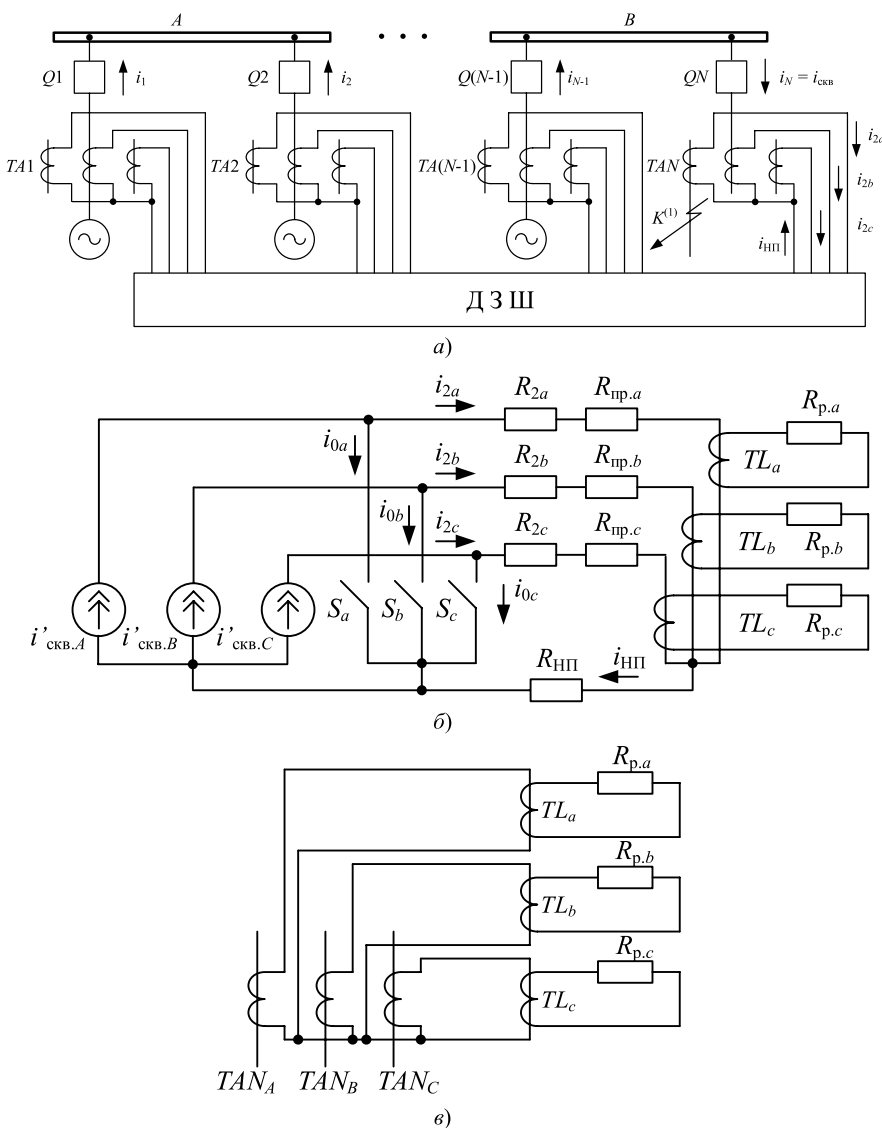 A
B
Q1
i1
Q2
i2
Q(N-1)
iN-1
QN
iN = iскв
TA1
TA2
TA(N-1)
TAN
i2a
i2b
i2c
K(1)
iНП
ДЗШ
а)
i2a
R2a
Rпр.a
Rр.a
i0a
TLa
i2b
R2b
Rпр.b
i0b
TLb
Rр.b
i2c
R2c
Rпр.c
i0c
Sa
Sb
Sc
TLc
Rр.c
i’скв.A
i’скв.B
i’скв.C
RНП
iНП
б)
Rр.a
TLa
Rр.b
TLb
Rр.c
TLc
TANA
TANB
TANC
в)